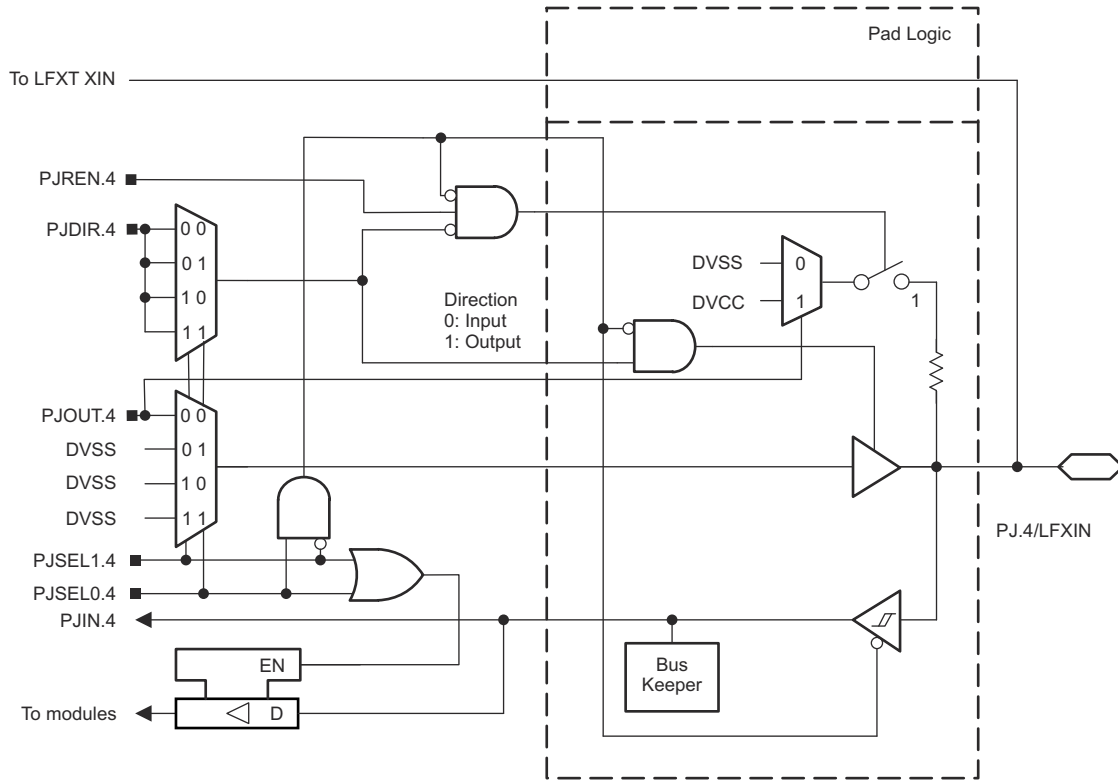 Pad Logic
To LFXT XIN
PJREN.4
PJDIR.4
0 0
0 1
1 0
1 1
Direction
0: Input
1: Output
DVSS
0
DVCC
1
1
PJOUT.4
0 0
DVSS
0 1
DVSS
1 0
DVSS
1 1
PJ.4/LFXIN
PJSEL1.4
PJSEL0.4
PJIN.4
Bus
Keeper
EN
To modules
D